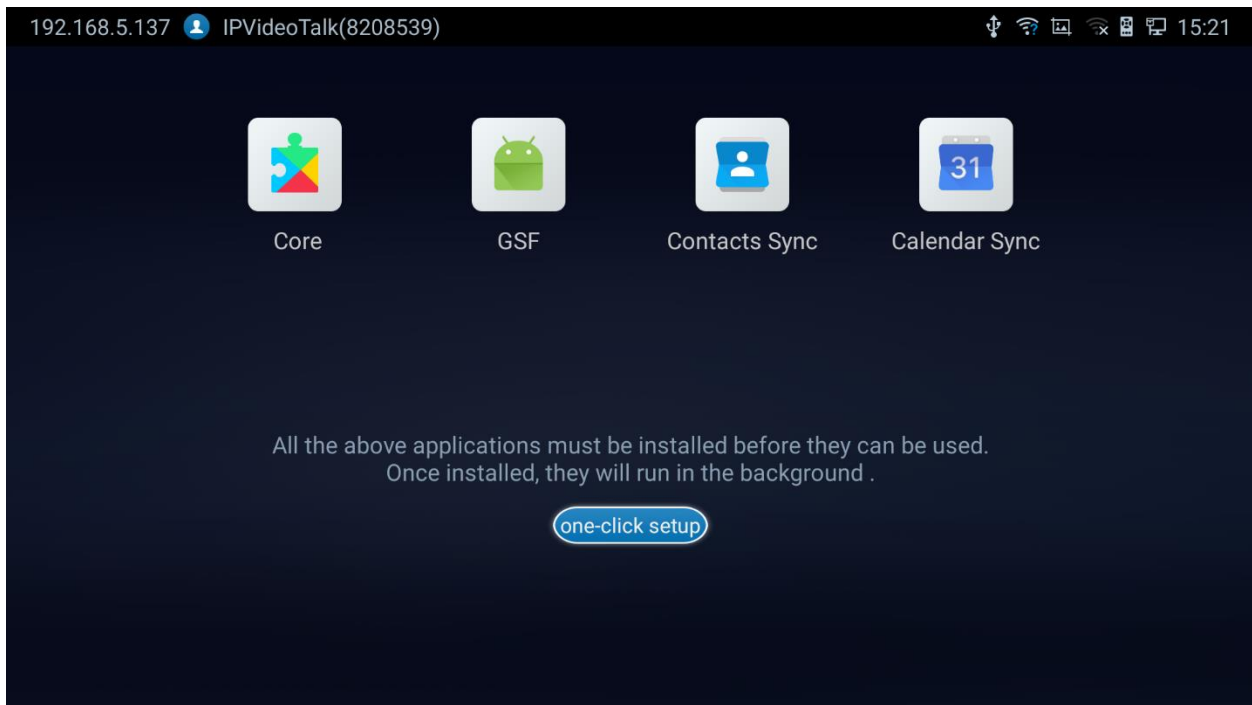 192.168.5.137 IPVideoTalk(8208539) 15:21
31
Core GSF Contacts Sync Calendar Sync
All the above applications must be installed before they can be used.
Once installed, they will run in the background .
one-click setup